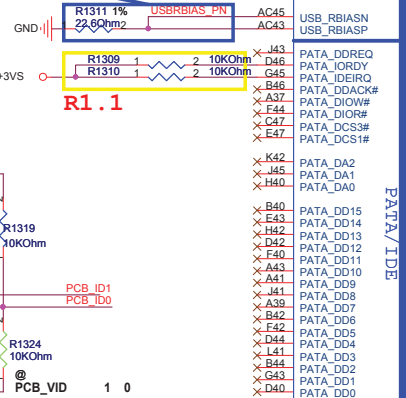 R1311 1% USBRBIAS_PN AC45 USB_RBIASN
GND 1 22.6Ohm 2 AC43 USB_RBIASP
J43 PATA_DDREQ
R1309 1 2 10KOhm D46 PATA_IORDY
+3VS R1310 1 2 10KOhm G45 PATA_IDEIRQ
B46 PATA_DDACK#
R1.1 A37 PATA_DIOW#
F44 PATA_DIOR#
C47 PATA_DCS3#
E47 PATA_DCS1#
K42 PATA_DA2
J45 PATA_DA1
H40 PATA_DA0
B40 PATA_DD15
E43 PATA_DD14
R1319 H42 PATA_DD13
10KOhm D42 PATA_DD12
F40 PATA_DD11
A43 PATA_DD10
A41 PATA_DD9
PCB_ID1 J41 PATA_DD8
PCB_ID0 A39 PATA_DD7
B42 PATA_DD6
F42 PATA_DD5
R1324 D44 PATA_DD4
10KOhm L41 PATA_DD3
B44 PATA_DD2
@ G43 PATA_DD1
PCB_VID 1 0 D40 PATA_DD0
PATA/IDE